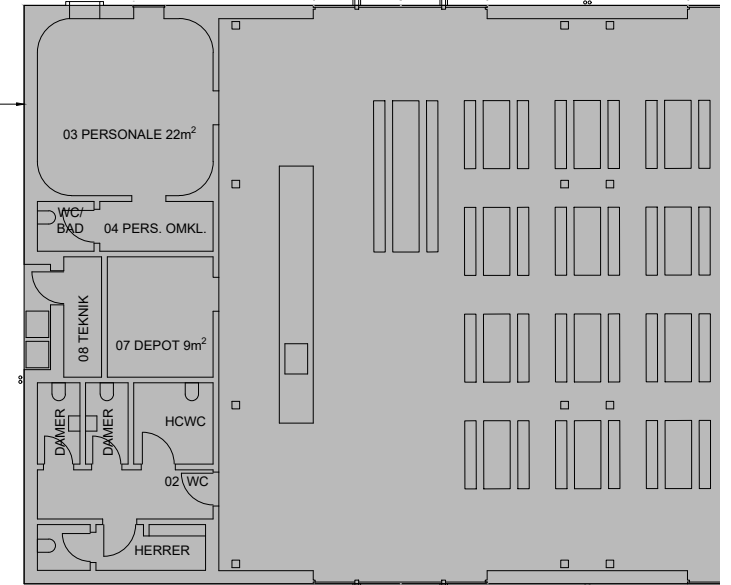 03 PERSONALE 22m²
WC/
BAD
04 PERS. OMKL.
08 TEKNIK
07 DEPOT 9m²
DAMER
DAMER
HCWC
02 WC
HERRER